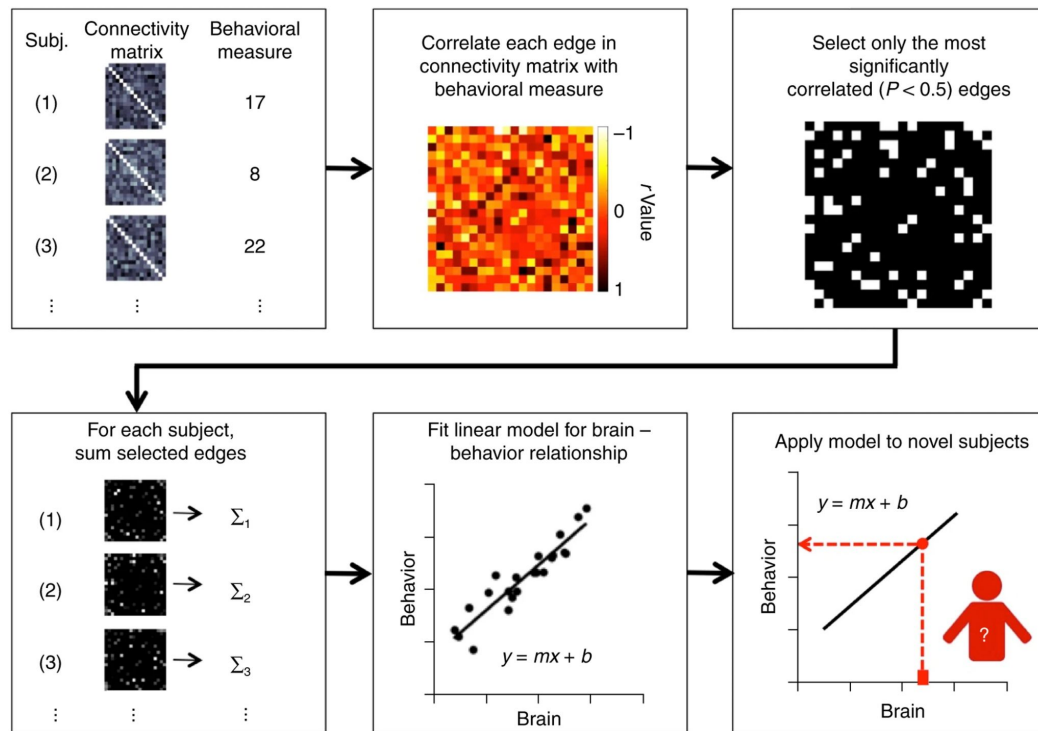 Subj.
Connectivity
matrix
Behavioral
measure
(1)
17
(2)
8
(3)
22
⋮ ⋮ ⋮
Correlate each edge in
connectivity matrix with
behavioral measure
−1
0
1
r Value
Select only the most
significantly
correlated (P < 0.5) edges
For each subject,
sum selected edges
(1) Σ1
(2) Σ2
(3) Σ3
⋮ ⋮ ⋮
Fit linear model for brain –
behavior relationship
Behavior
y = mx + b
Brain
Apply model to novel subjects
y = mx + b
Behavior
?
Brain